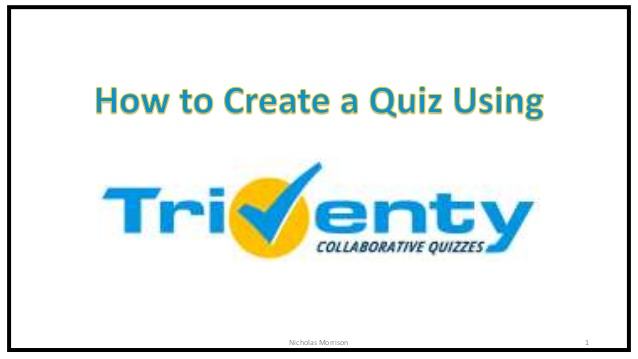 How to Create a Quiz Using
Triventy
COLLABORATIVE QUIZZES
Nicholas Morrison
1